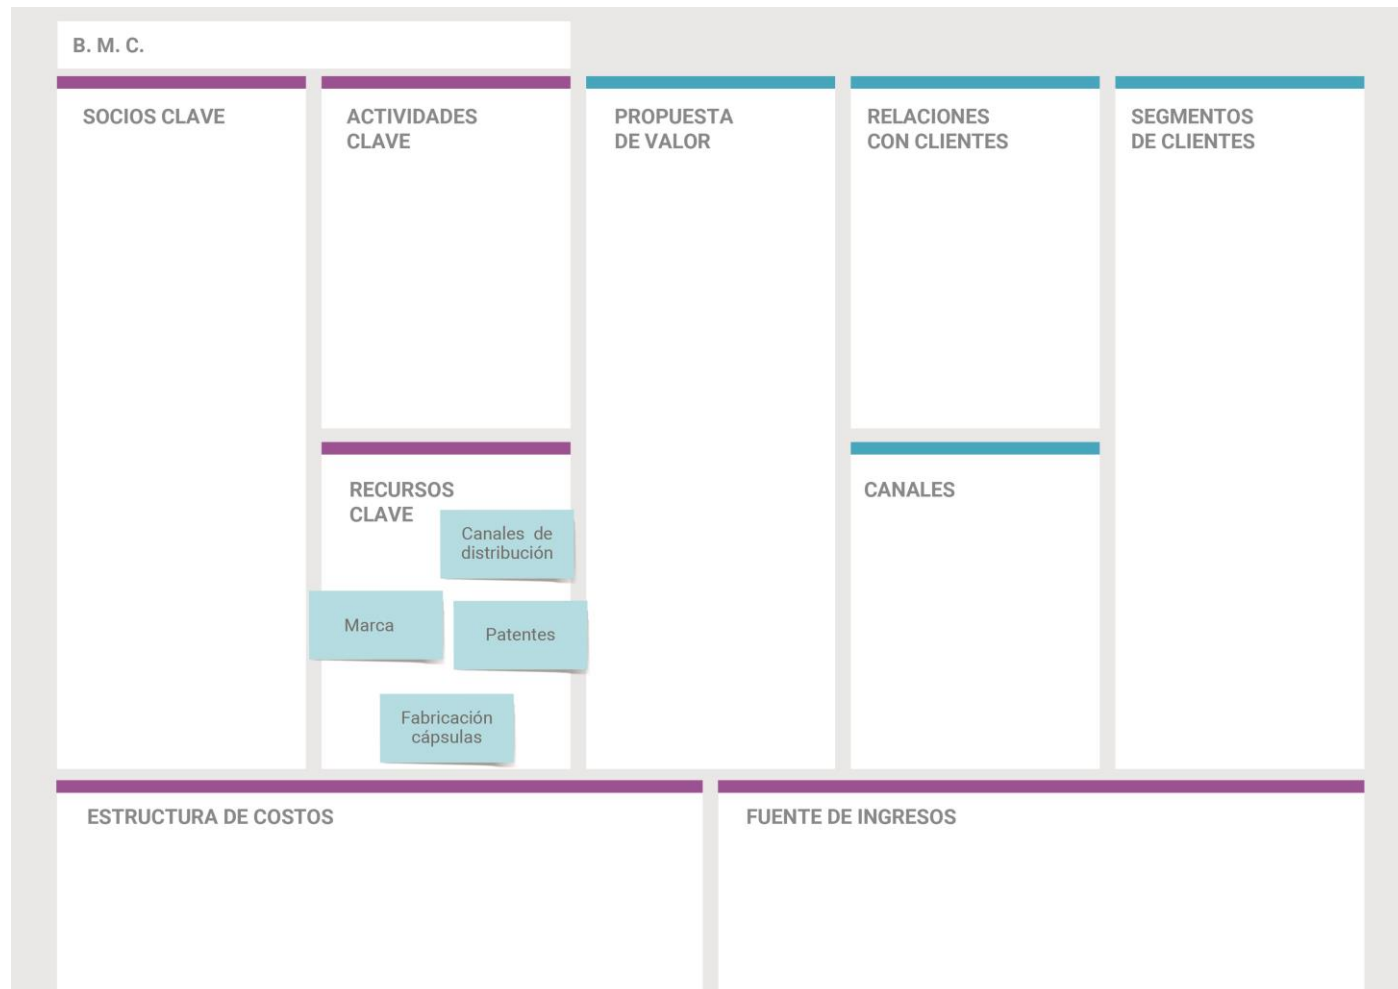 B. M. C.
SOCIOS CLAVE
ACTIVIDADES
CLAVE
PROPUESTA
DE VALOR
RELACIONES
CON CLIENTES
SEGMENTOS
DE CLIENTES
RECURSOS
CLAVE
Canales de
distribución
Marca
Patentes
Fabricación
cápsulas
CANALES
ESTRUCTURA DE COSTOS
FUENTE DE INGRESOS